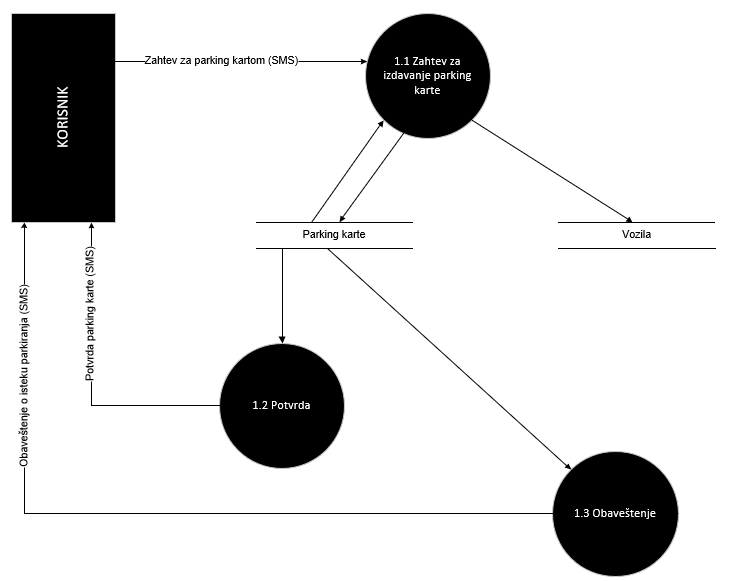 KORISNIK
Zahtev za parking kartom (SMS)
1.1 Zahtev za
izdavanje parking
karte
Parking karte
Vozila
Potvrda parking karte (SMS)
Obaveštenje o isteku parkiranja (SMS)
1.2 Potvrda
1.3 Obaveštenje